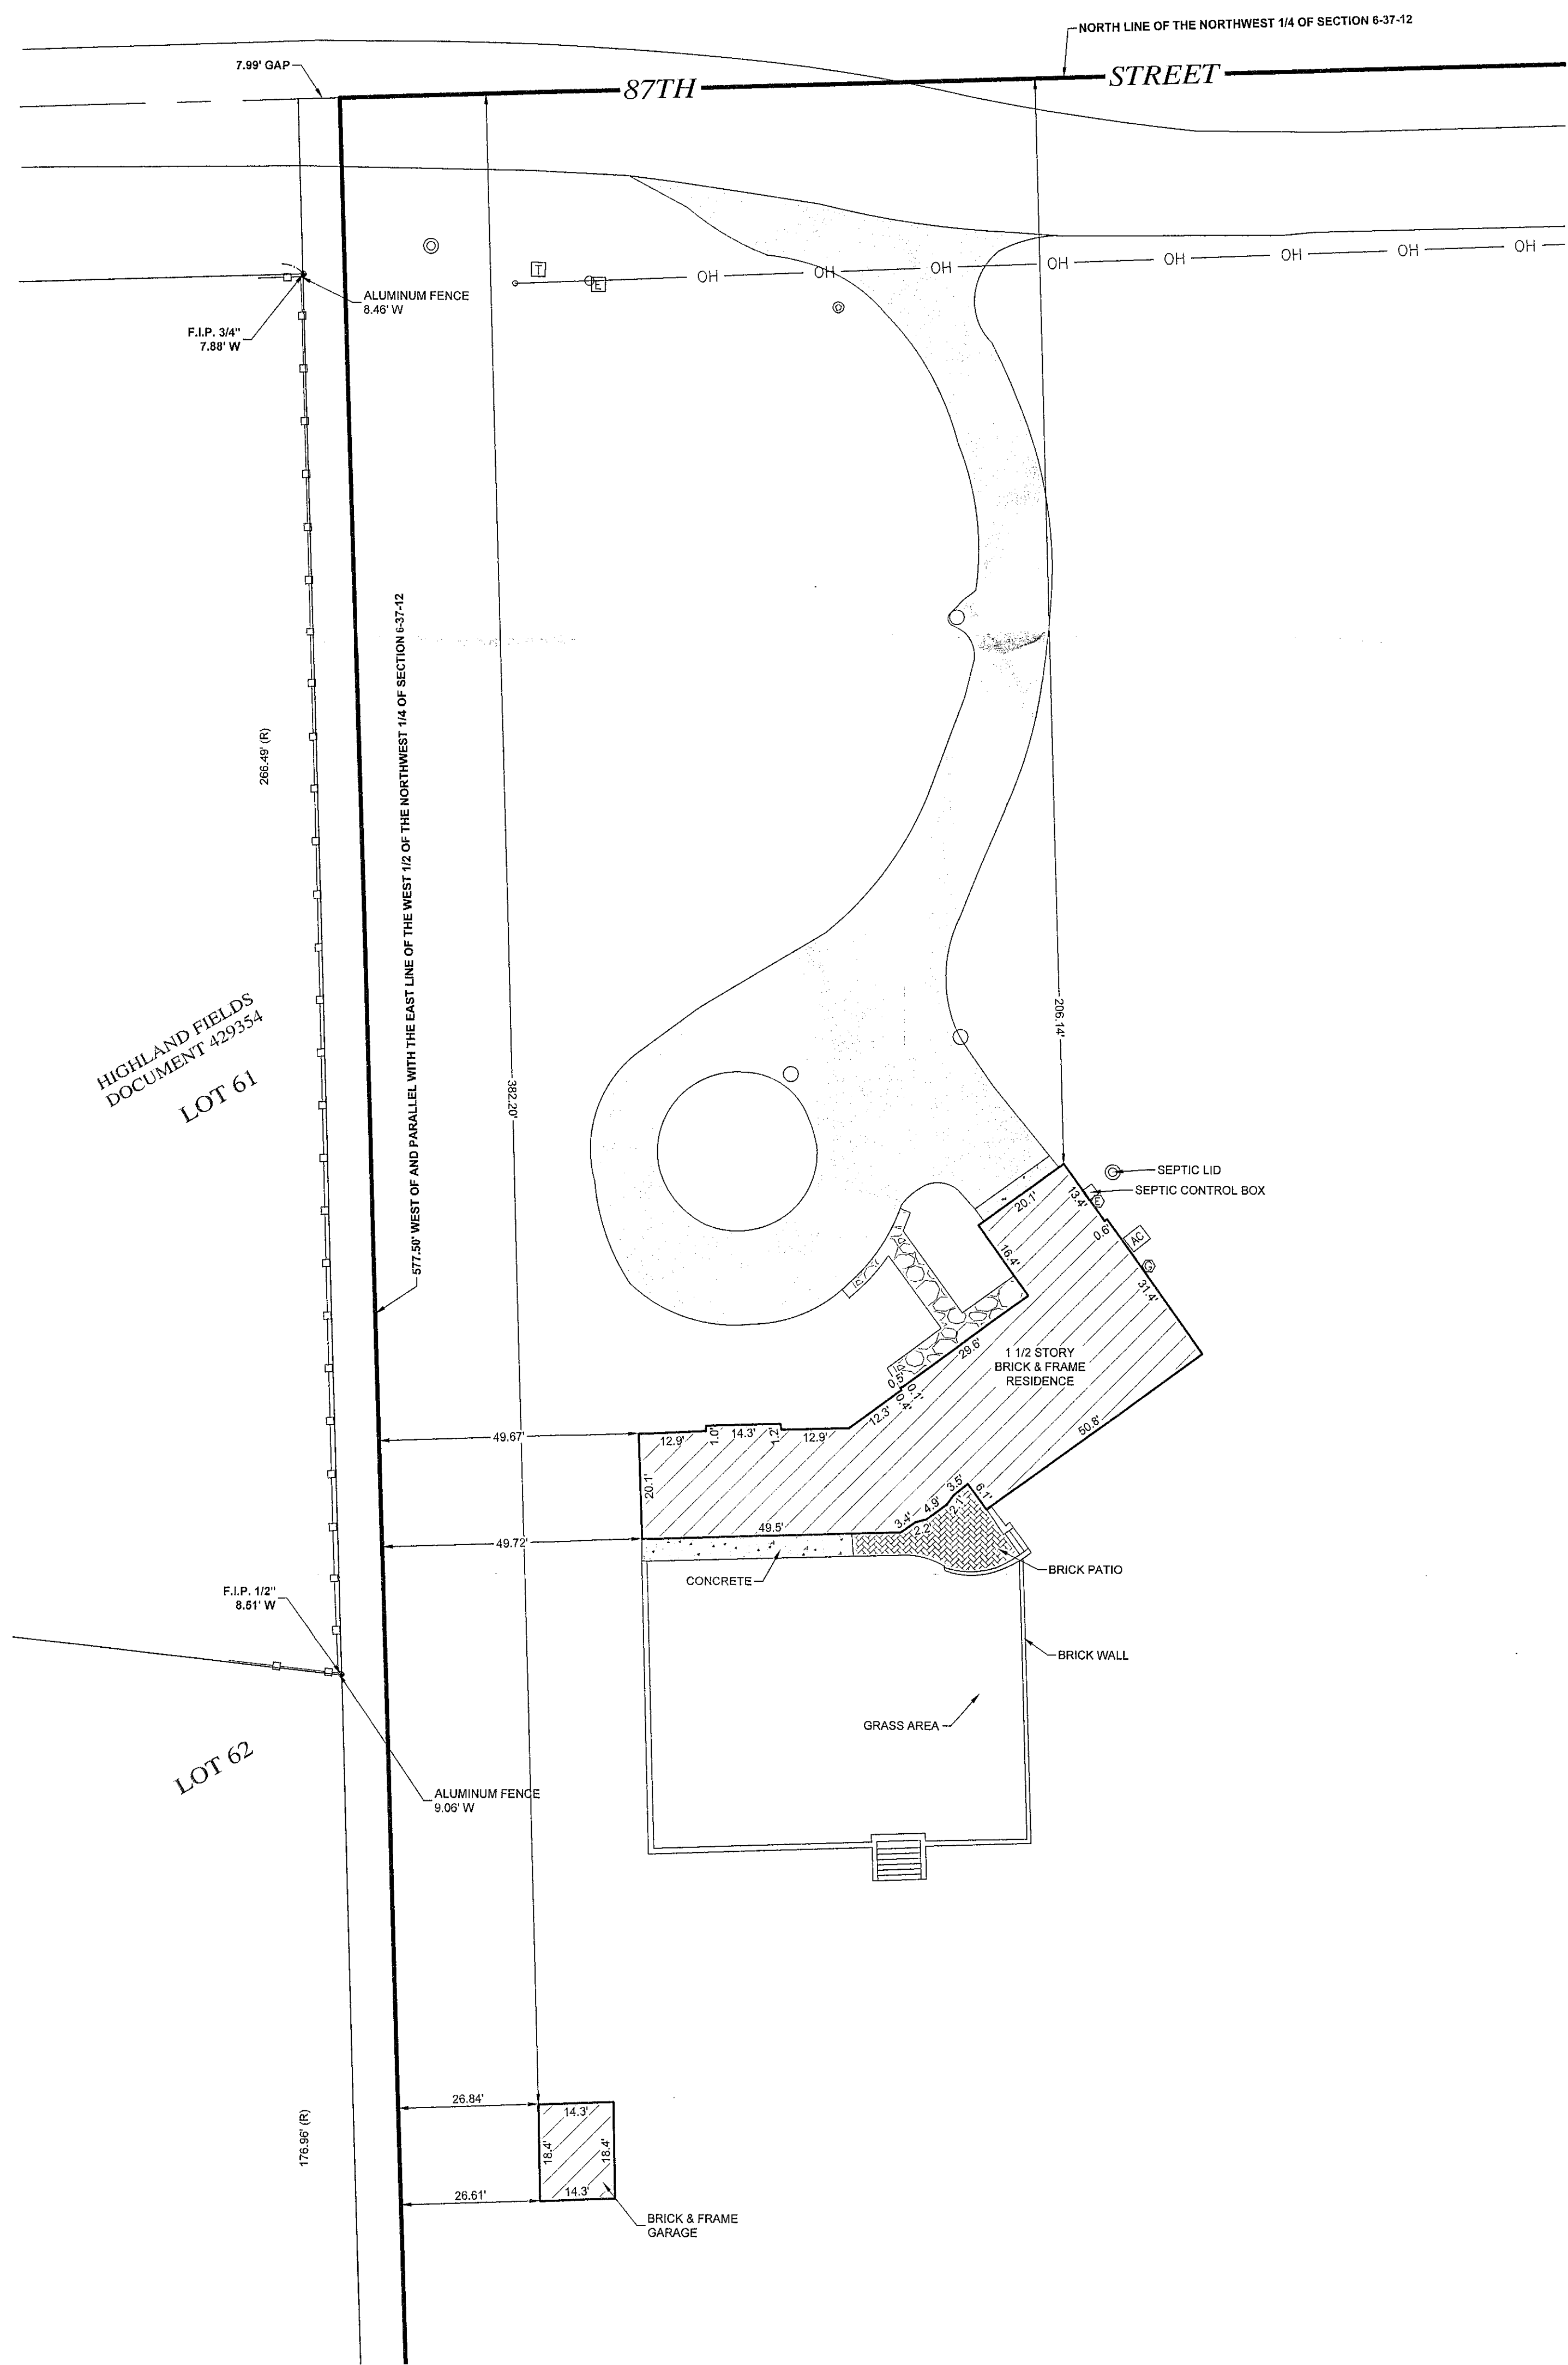 NORTH LINE OF THE NORTHWEST 1/4 OF SECTION 6-37-12
7.99' GAP
87TH STREET
T
E
OH OH OH OH OH OH OH OH
ALUMINUM FENCE
8.46' W
F.I.P. 3/4"
7.88' W
266.49' (R)
577.50' WEST OF AND PARALLEL WITH THE EAST LINE OF THE WEST 1/2 OF THE NORTHWEST 1/4 OF SECTION 6-37-12
382.20'
206.14'
HIGHLAND FIELDS
DOCUMENT 429354
LOT 61
SEPTIC LID
SEPTIC CONTROL BOX
20.1'
13.4'
E
0.6'
AC
G
16.4'
31.4'
29.6'
1 1/2 STORY
BRICK & FRAME
RESIDENCE
0.5'
0.1'
0.4'
12.3'
50.8'
49.67'
12.9'
1.0'
14.3'
1.2'
12.9'
20.1'
3.5'
6.1'
4.9'
2.1'
3.4'
2.2'
49.5'
49.72'
CONCRETE
BRICK PATIO
F.I.P. 1/2"
8.51' W
BRICK WALL
GRASS AREA
LOT 62
ALUMINUM FENCE
9.06' W
26.84'
14.3'
18.4'
18.4'
176.96' (R)
26.61'
14.3'
BRICK & FRAME
GARAGE